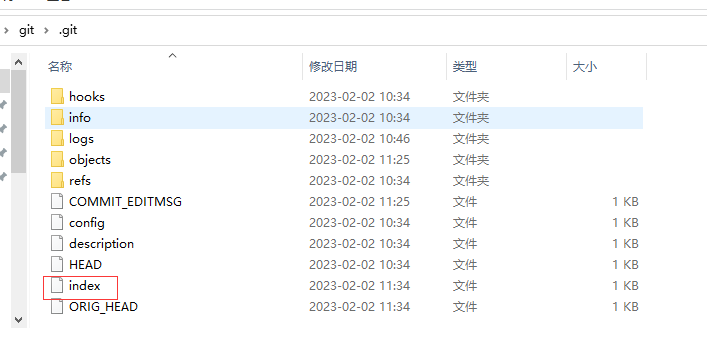 git › .git
名称 修改日期 类型 大小
hooks 2023-02-02 10:34 文件夹
info 2023-02-02 10:34 文件夹
logs 2023-02-02 10:46 文件夹
objects 2023-02-02 11:25 文件夹
refs 2023-02-02 10:34 文件夹
COMMIT_EDITMSG 2023-02-02 11:25 文件 1 KB
config 2023-02-02 10:34 文件 1 KB
description 2023-02-02 10:34 文件 1 KB
HEAD 2023-02-02 10:34 文件 1 KB
index 2023-02-02 11:34 文件 1 KB
ORIG_HEAD 2023-02-02 11:34 文件 1 KB